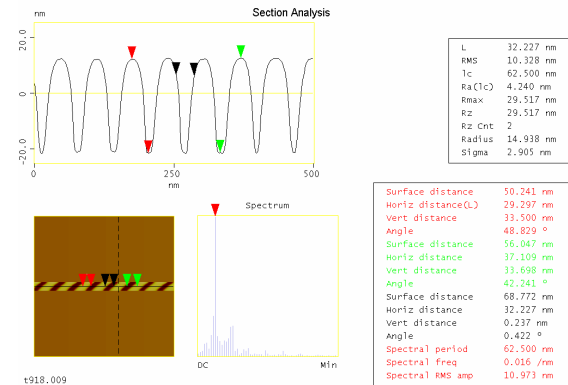 Section Analysis
nm
20.0
0
-20.0
0
250
500
nm
L 32.227 nm
RMS 10.328 nm
lc 62.500 nm
Ra(lc) 4.240 nm
Rmax 29.517 nm
Rz 29.517 nm
Rz Cnt 2
Radius 14.938 nm
Sigma 2.905 nm
Spectrum
DC
Min
Surface distance 50.241 nm
Horiz distance(L) 29.297 nm
Vert distance 33.500 nm
Angle 48.829 °
Surface distance 56.047 nm
Horiz distance 37.109 nm
Vert distance 33.698 nm
Angle 42.241 °
Surface distance 68.772 nm
Horiz distance 32.227 nm
Vert distance 0.237 nm
Angle 0.422 °
Spectral period 62.500 nm
Spectral freq 0.016 /nm
Spectral RMS amp 10.973 nm
t918.009